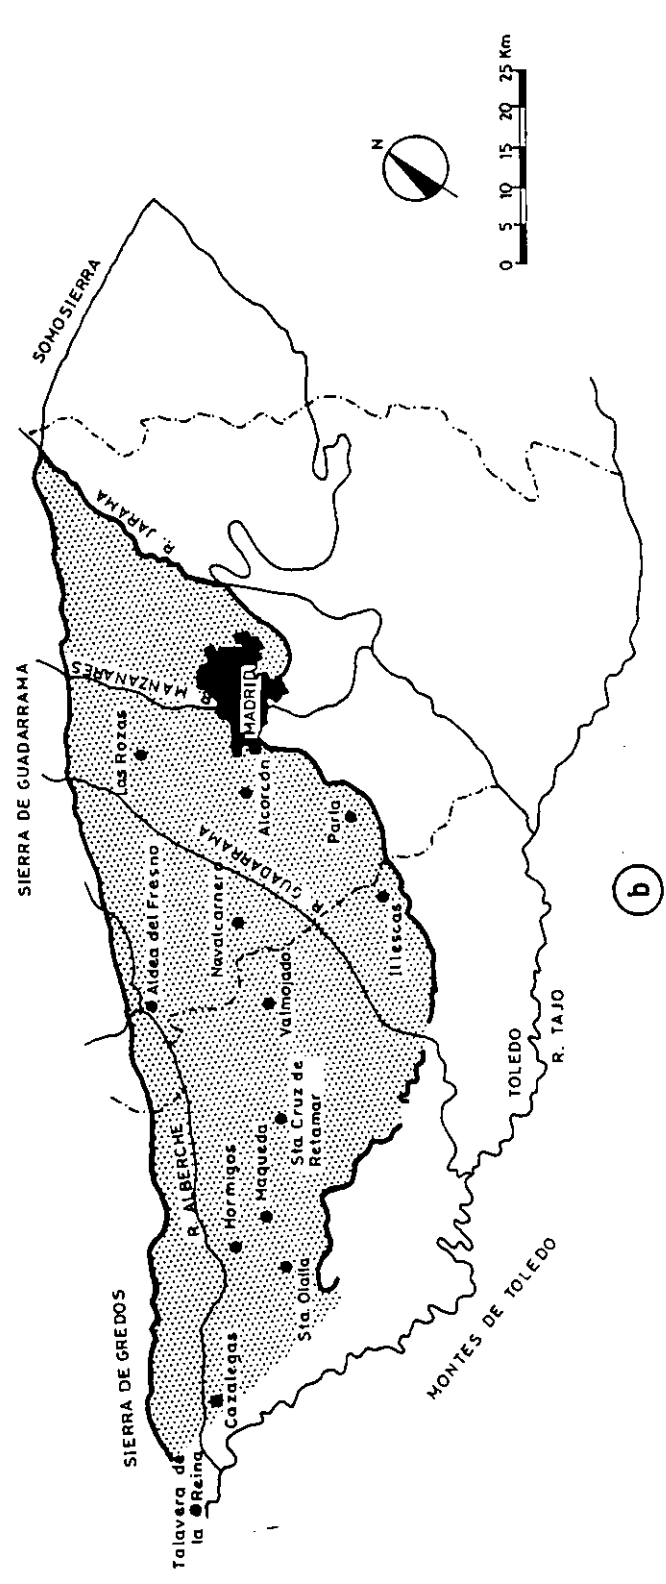 SIERRA DE GREDOS
SIERRA DE GUADARRAMA
SOMOSIERRA
Talavera de
la Reina
R. ALBERCHE
Aldea del Fresno
Las Rozas
R. MANZANARES
R. JARAMA
Cazalegas
Hormigos
Maqueda
Sta. Olalla
Sta Cruz de
Retamar
Valmojado
Navalcarnero
R. GUADARRAMA
Alcorcón
MADRID
Parla
Illescas
MONTES DE TOLEDO
TOLEDO
R. TAJO
N
0 5 10 15 20 25 Km
b